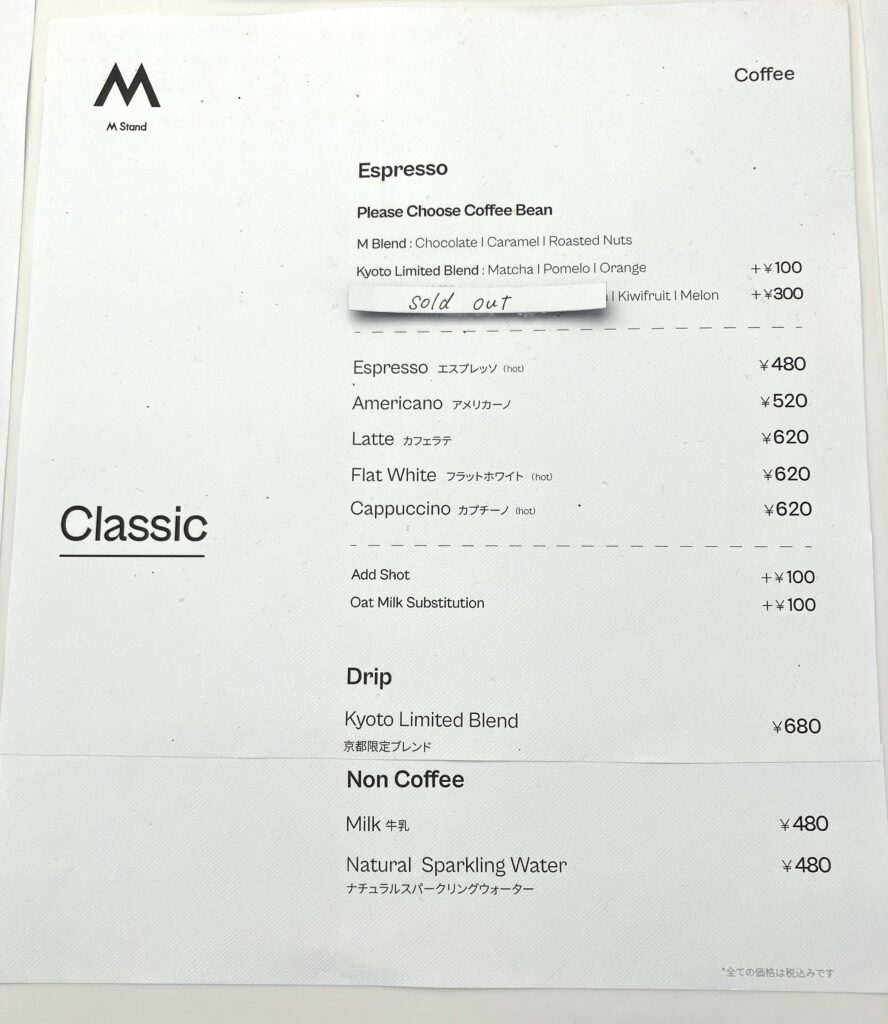 M Stand
Coffee
Espresso
Please Choose Coffee Bean
M Blend : Chocolate | Caramel | Roasted Nuts
Kyoto Limited Blend : Matcha | Pomelo | Orange +¥100
sold out | Kiwifruit | Melon +¥300
Espresso エスプレッソ (hot) ¥480
Americano アメリカーノ ¥520
Latte カフェラテ ¥620
Flat White フラットホワイト (hot) ¥620
Cappuccino カプチーノ (hot) ¥620
Classic
Add Shot +¥100
Oat Milk Substitution +¥100
Drip
Kyoto Limited Blend ¥680
京都限定ブレンド
Non Coffee
Milk 牛乳 ¥480
Natural Sparkling Water ¥480
ナチュラルスパークリングウォーター
*全ての価格は税込みです